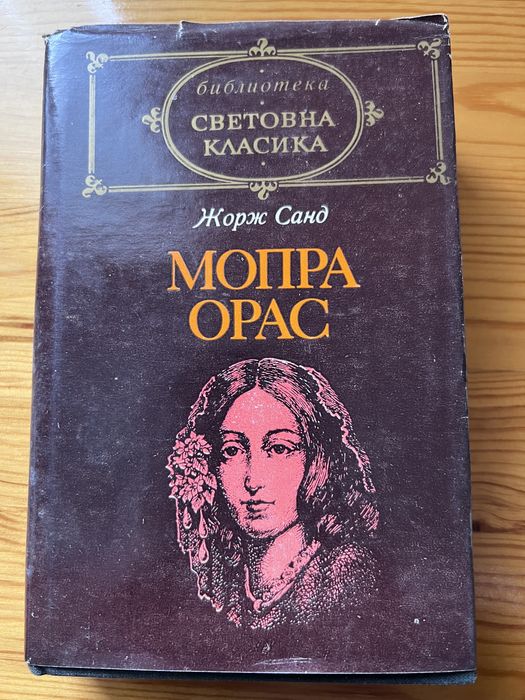 библиотека
СВЕТОВНА
КЛАСИКА
Жорж Санд
МОПРА
ОРАС